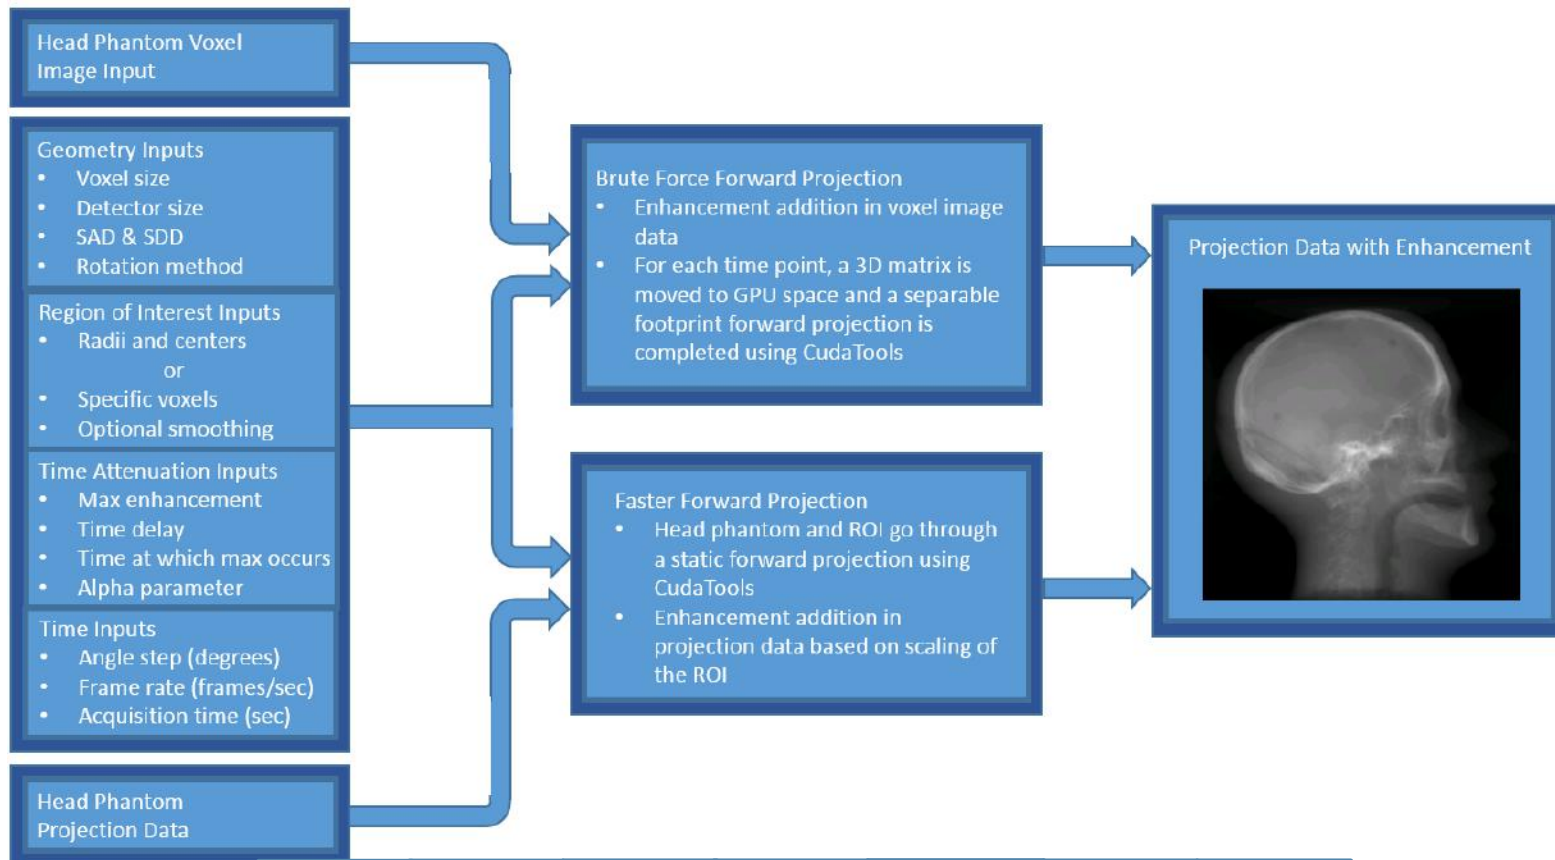 Head Phantom Voxel
Image Input
Geometry Inputs
• Voxel size
• Detector size
• SAD & SDD
• Rotation method
Region of Interest Inputs
• Radii and centers
or
• Specific voxels
• Optional smoothing
Time Attenuation Inputs
• Max enhancement
• Time delay
• Time at which max occurs
• Alpha parameter
Time Inputs
• Angle step (degrees)
• Frame rate (frames/sec)
• Acquisition time (sec)
Head Phantom
Projection Data
Brute Force Forward Projection
• Enhancement addition in voxel image
data
• For each time point, a 3D matrix is
moved to GPU space and a separable
footprint forward projection is
completed using CudaTools
Faster Forward Projection
• Head phantom and ROI go through
a static forward projection using
CudaTools
• Enhancement addition in
projection data based on scaling of
the ROI
Projection Data with Enhancement